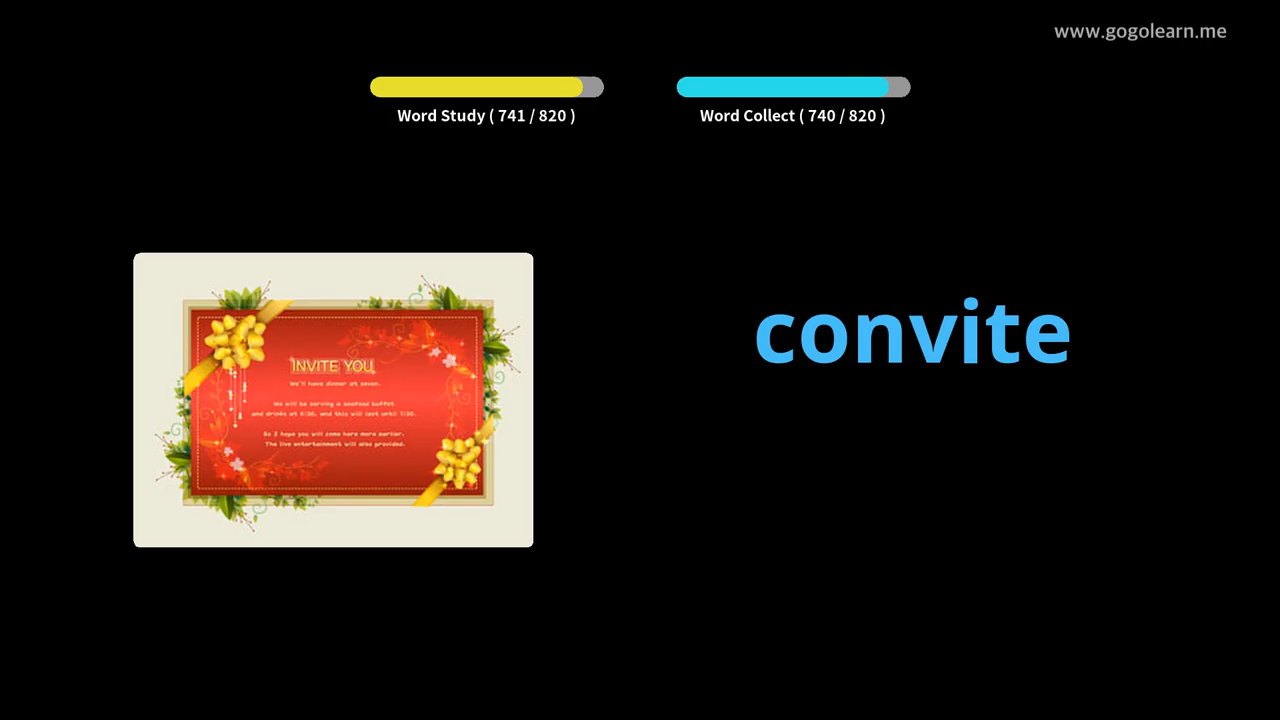 www.gogolearn.me
Word Study ( 741 / 820 )
Word Collect ( 740 / 820 )
INVITE YOU
We'll have dinner at seven.
We will be serving a seafood buffet
and drinks at 6:30, and this will last until 7:30.
So I hope you will come here more earlier.
The live entertainment will also provided.
convite